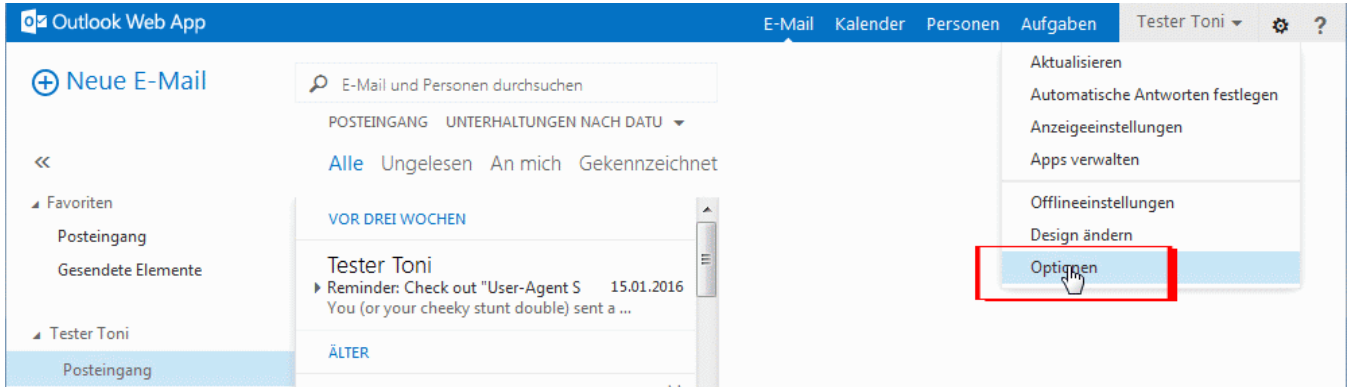 Outlook Web App
E-Mail Kalender Personen Aufgaben Tester Toni ?
Neue E-Mail
E-Mail und Personen durchsuchen
POSTEINGANG UNTERHALTUNGEN NACH DATU
Alle Ungelesen An mich Gekennzeichnet
Favoriten
Posteingang
Gesendete Elemente
Tester Toni
Posteingang
VOR DREI WOCHEN
Tester Toni
Reminder: Check out "User-Agent S 15.01.2016
You (or your cheeky stunt double) sent a ...
ÄLTER
Aktualisieren
Automatische Antworten festlegen
Anzeigeeinstellungen
Apps verwalten
Offlineeinstellungen
Design ändern
Optionen